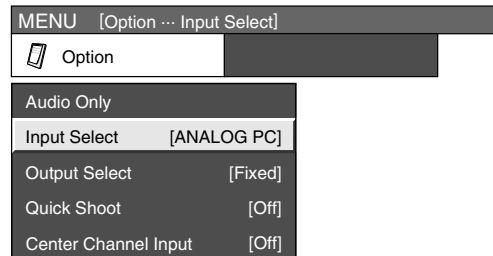 MENU [Option ··· Input Select]
Option
Audio Only
Input Select [ANALOG PC]
Output Select [Fixed]
Quick Shoot [Off]
Center Channel Input [Off]